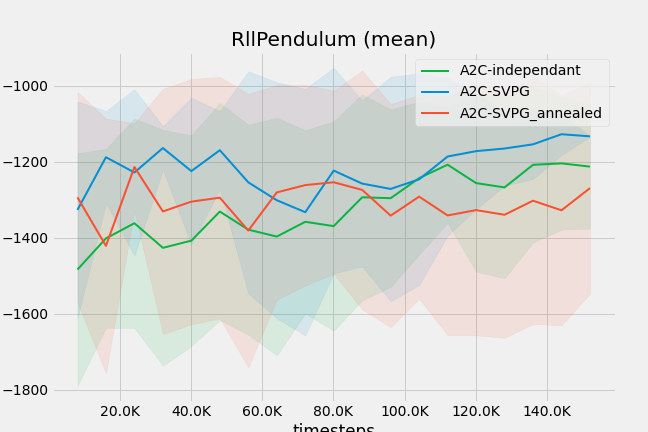 RllPendulum (mean)
A2C-independant
A2C-SVPG
A2C-SVPG_annealed
−1000
−1200
−1400
−1600
−1800
20.0K 40.0K 60.0K 80.0K 100.0K 120.0K 140.0K
timesteps